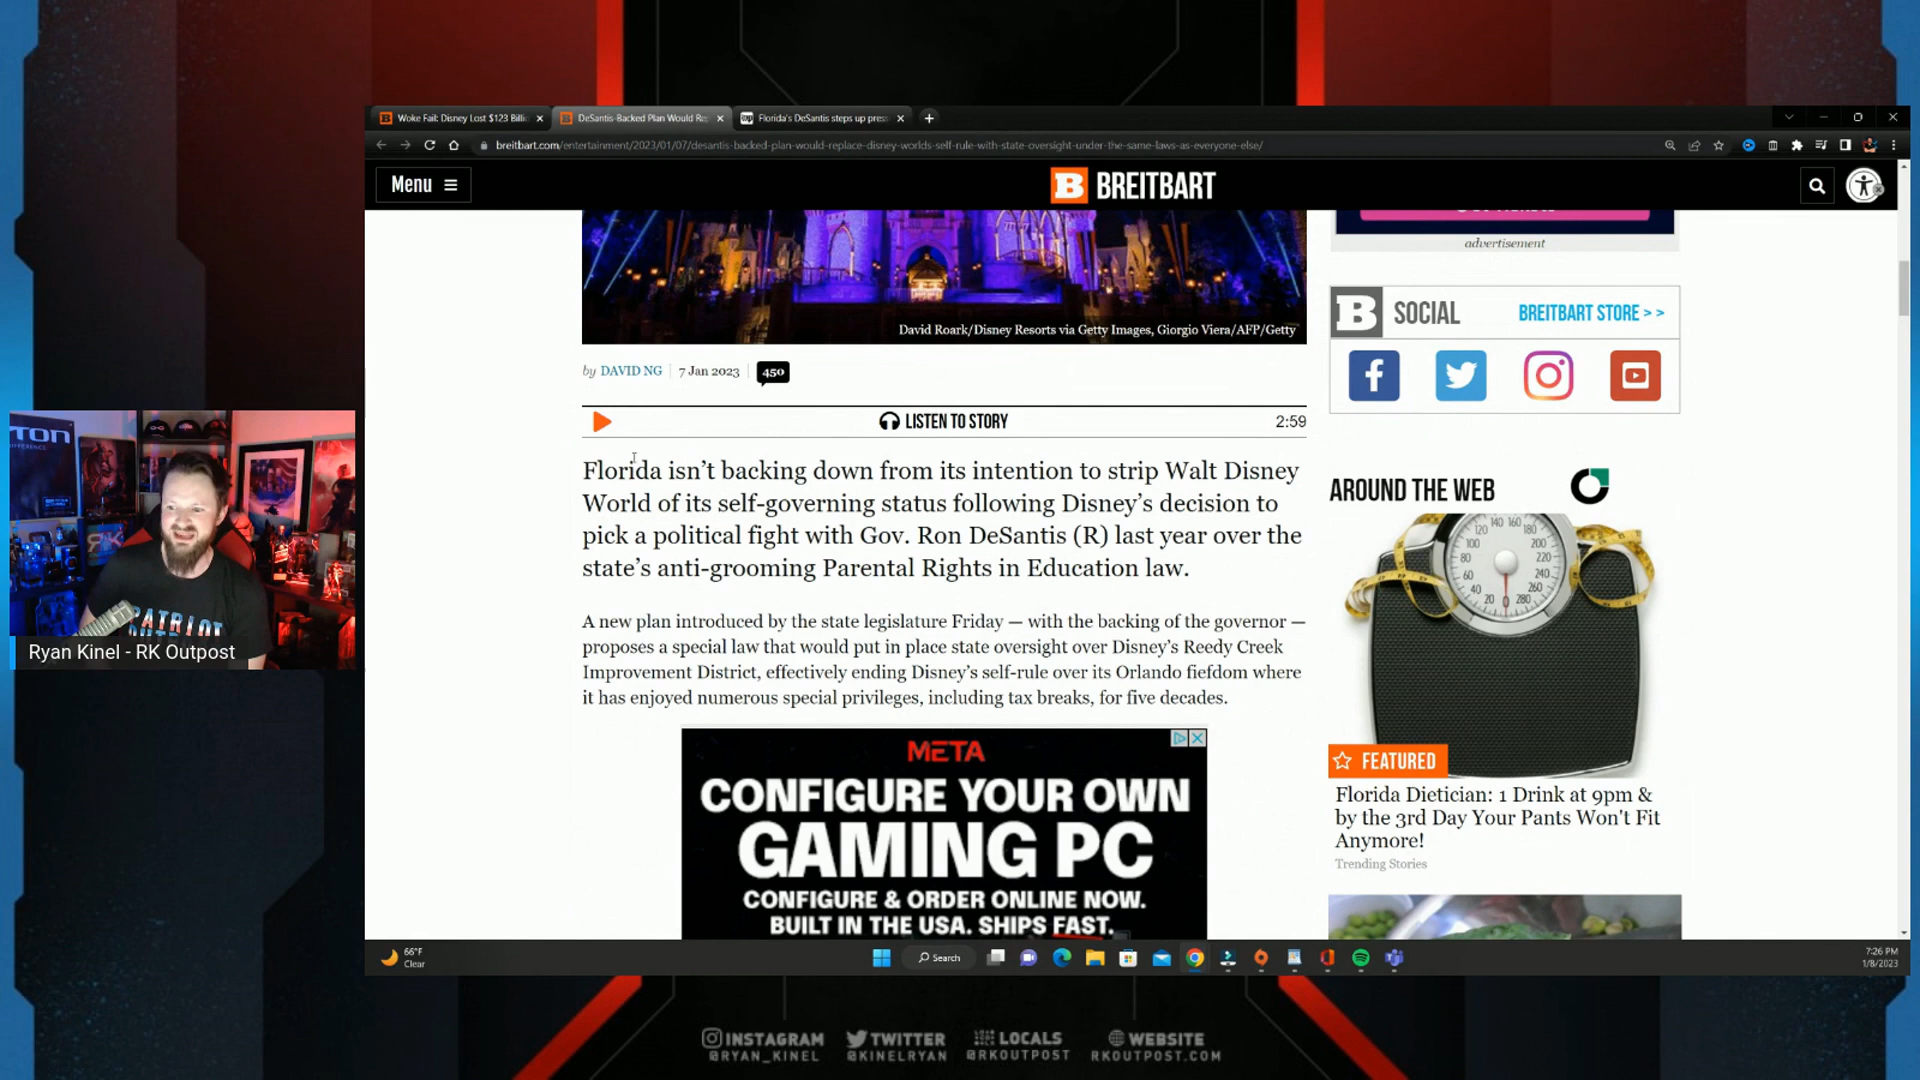 Woke Fail: Disney Lost $123 Billi
DeSantis-Backed Plan Would Re
Florida's DeSantis steps up pres
breitbart.com/entertainment/2023/01/07/desantis-backed-plan-would-replace-disney-worlds-self-rule-with-state-oversight-under-the-same-laws-as-everyone-else/
Menu
B BREITBART
David Roark/Disney Resorts via Getty Images, Giorgio Viera/AFP/Getty
by DAVID NG 7 Jan 2023 450
LISTEN TO STORY 2:59
Florida isn't backing down from its intention to strip Walt Disney
World of its self-governing status following Disney's decision to
pick a political fight with Gov. Ron DeSantis (R) last year over the
state's anti-grooming Parental Rights in Education law.
A new plan introduced by the state legislature Friday — with the backing of the governor —
proposes a special law that would put in place state oversight over Disney's Reedy Creek
Improvement District, effectively ending Disney's self-rule over its Orlando fiefdom where
it has enjoyed numerous special privileges, including tax breaks, for five decades.
META
CONFIGURE YOUR OWN
GAMING PC
CONFIGURE & ORDER ONLINE NOW.
BUILT IN THE USA. SHIPS FAST.
advertisement
B SOCIAL BREITBART STORE > >
AROUND THE WEB
FEATURED
Florida Dietician: 1 Drink at 9pm &
by the 3rd Day Your Pants Won't Fit
Anymore!
Trending Stories
PATRIOT
Ryan Kinel - RK Outpost
66°F
Clear
Search
7:26 PM
1/8/2023
INSTAGRAM
@RYAN_KINEL
TWITTER
@KINELRYAN
LOCALS
@RKOUTPOST
WEBSITE
RKOUTPOST.COM